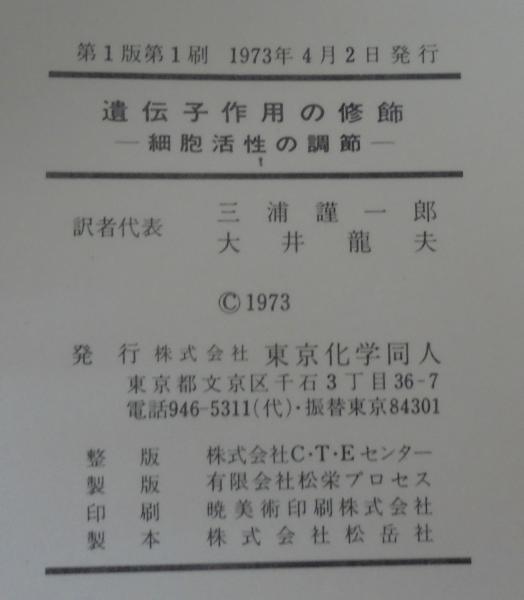 第1版第1刷 1973年4月2日発行
遺伝子作用の修飾
—細胞活性の調節—
訳者代表 三浦謹一郎
大井龍夫
©1973
発行 株式会社 東京化学同人
東京都文京区千石3丁目36-7
電話946-5311(代)・振替東京84301
整版 株式会社C・T・Eセンター
製版 有限会社松栄プロセス
印刷 暁美術印刷株式会社
製本 株式会社松岳社